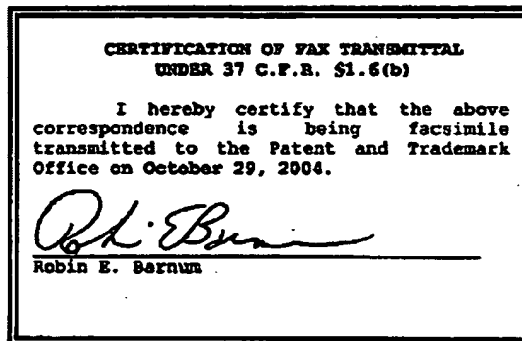 CERTIFICATION OF FAX TRANSMITTAL
UNDER 37 C.F.R. §1.6(b)
I hereby certify that the above
correspondence is being facsimile
transmitted to the Patent and Trademark
Office on October 29, 2004.
Robin E. Barnum